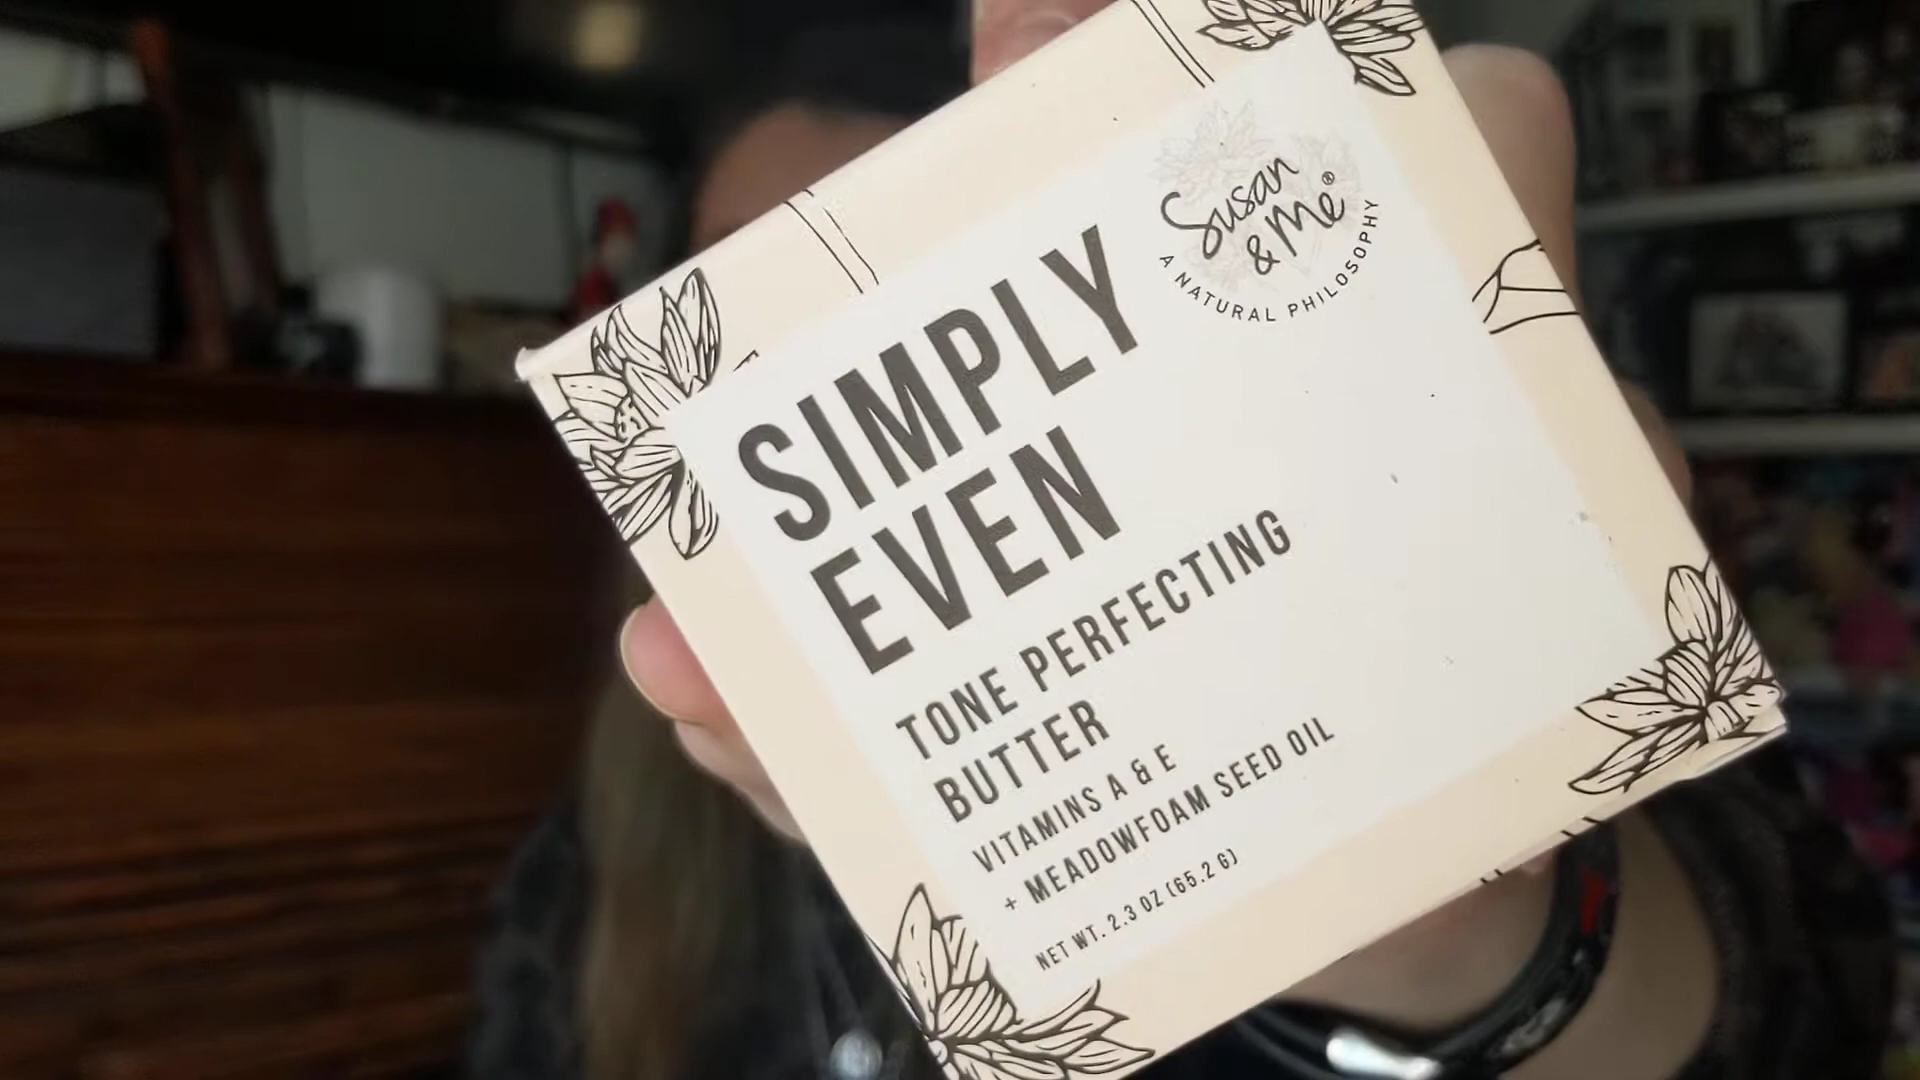 Susan
& Me®
A NATURAL PHILOSOPHY
SIMPLY
EVEN
TONE PERFECTING
BUTTER
VITAMINS A & E
+ MEADOWFOAM SEED OIL
NET WT. 2.3 OZ (65.2 G)